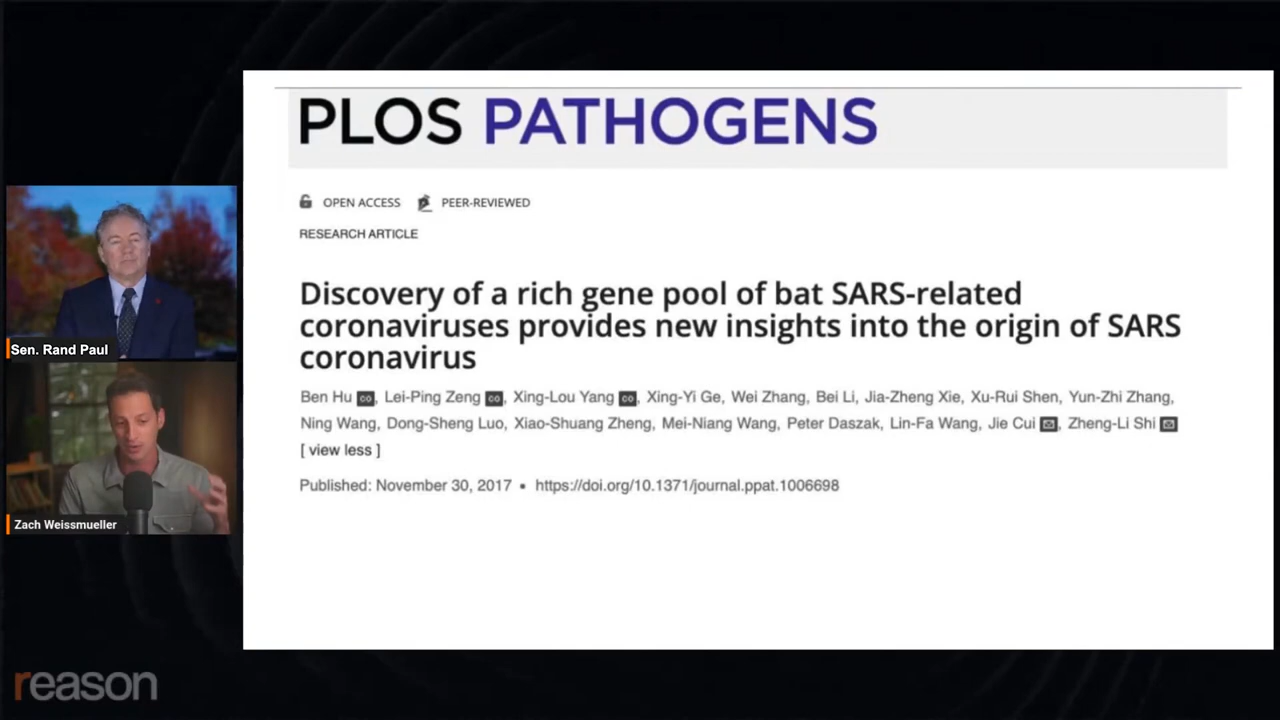 PLOS PATHOGENS
OPEN ACCESS PEER-REVIEWED
RESEARCH ARTICLE
Discovery of a rich gene pool of bat SARS-related
coronaviruses provides new insights into the origin of SARS
coronavirus
Ben Hu, Lei-Ping Zeng, Xing-Lou Yang, Xing-Yi Ge, Wei Zhang, Bei Li, Jia-Zheng Xie, Xu-Rui Shen, Yun-Zhi Zhang,
Ning Wang, Dong-Sheng Luo, Xiao-Shuang Zheng, Mei-Niang Wang, Peter Daszak, Lin-Fa Wang, Jie Cui, Zheng-Li Shi
[ view less ]
Published: November 30, 2017 • https://doi.org/10.1371/journal.ppat.1006698
Sen. Rand Paul
Zach Weissmueller
reason